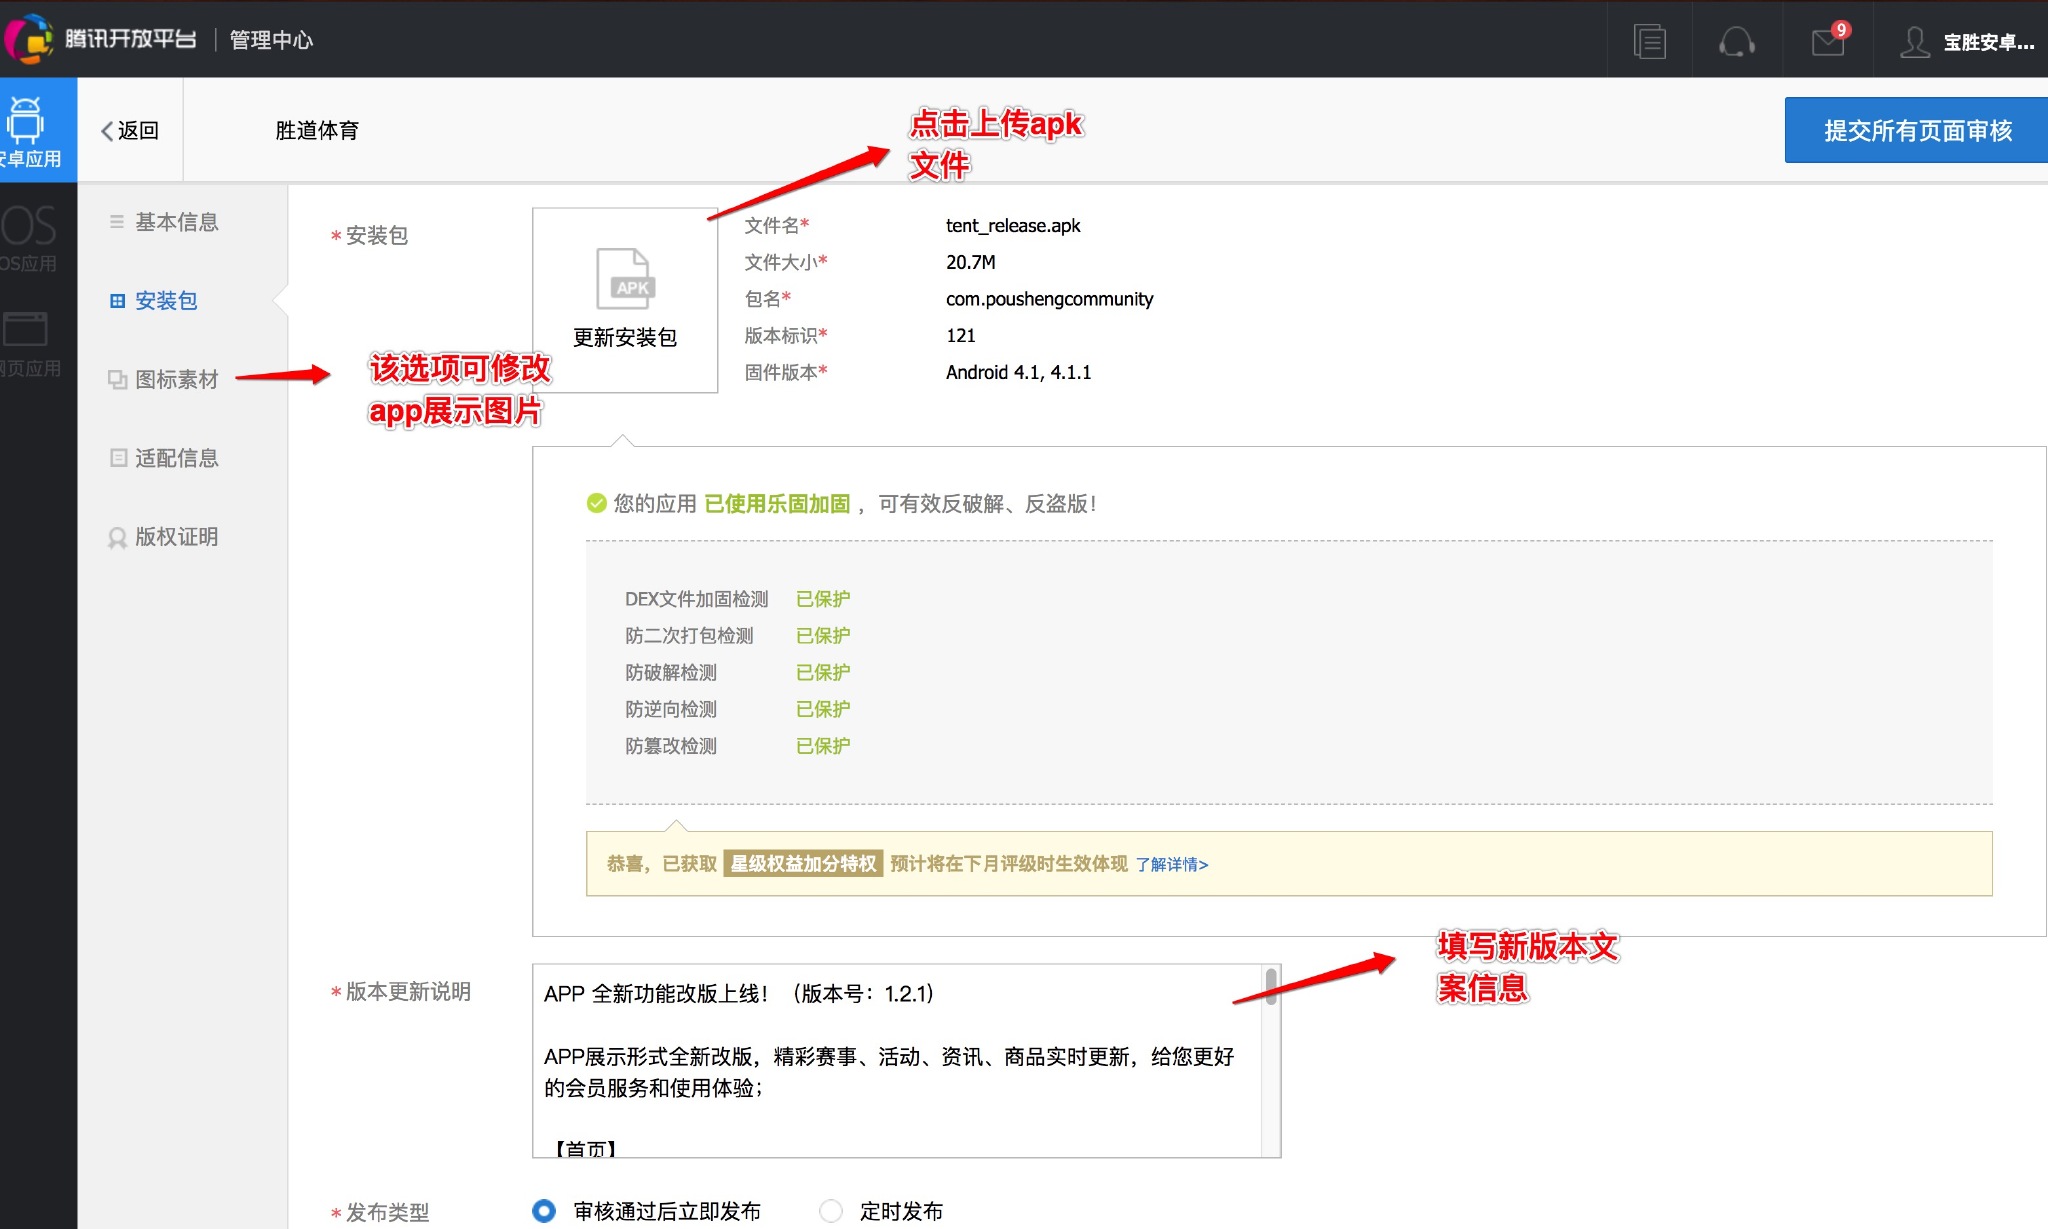 腾讯开放平台 管理中心
9
宝胜安卓...
安卓应用
返回
胜道体育
提交所有页面审核
点击上传apk
文件
OS
OS应用
网页应用
基本信息
安装包
图标素材
适配信息
版权证明
该选项可修改
app展示图片
*安装包
APK
更新安装包
文件名* tent_release.apk
文件大小* 20.7M
包名* com.poushengcommunity
版本标识* 121
固件版本* Android 4.1, 4.1.1
您的应用 已使用乐固加固，可有效反破解、反盗版！
DEX文件加固检测 已保护
防二次打包检测 已保护
防破解检测 已保护
防逆向检测 已保护
防篡改检测 已保护
恭喜，已获取 星级权益加分特权 预计将在下月评级时生效体现 了解详情>
填写新版本文
案信息
*版本更新说明
APP 全新功能改版上线！（版本号：1.2.1）
APP展示形式全新改版，精彩赛事、活动、资讯、商品实时更新，给您更好
的会员服务和使用体验；
【首页】
*发布类型
审核通过后立即发布 定时发布